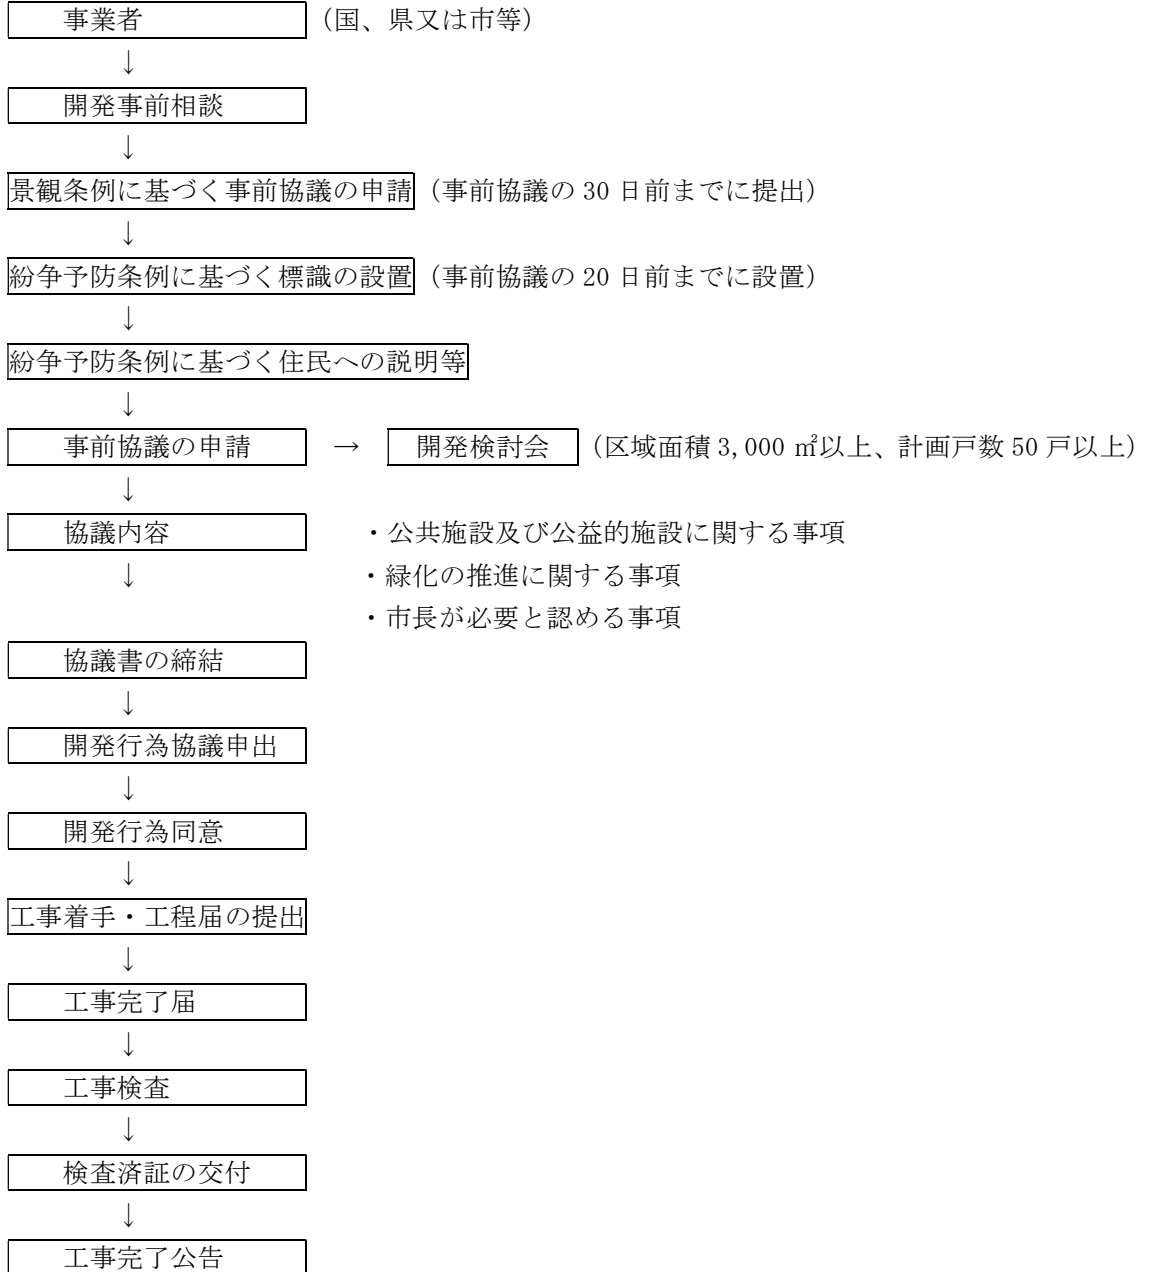 事業者 （国、県又は市等）
↓
開発事前相談
↓
景観条例に基づく事前協議の申請 （事前協議の 30 日前までに提出）
↓
紛争予防条例に基づく標識の設置 （事前協議の 20 日前までに設置）
↓
紛争予防条例に基づく住民への説明等
↓
事前協議の申請 → 開発検討会 （区域面積 3,000 ㎡以上、計画戸数 50 戸以上）
↓
協議内容 ・公共施設及び公益的施設に関する事項
↓ ・緑化の推進に関する事項
・市長が必要と認める事項
協議書の締結
↓
開発行為協議申出
↓
開発行為同意
↓
工事着手・工程届の提出
↓
工事完了届
↓
工事検査
↓
検査済証の交付
↓
工事完了公告